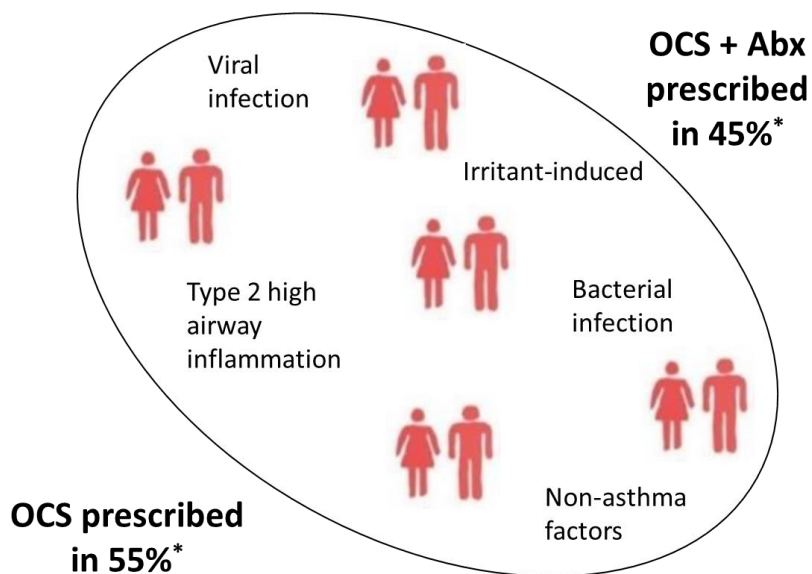 Viral
infection
OCS + Abx
prescribed
in 45%*
Irritant-induced
Type 2 high
airway
inflammation
Bacterial
infection
Non-asthma
factors
OCS prescribed
in 55%*